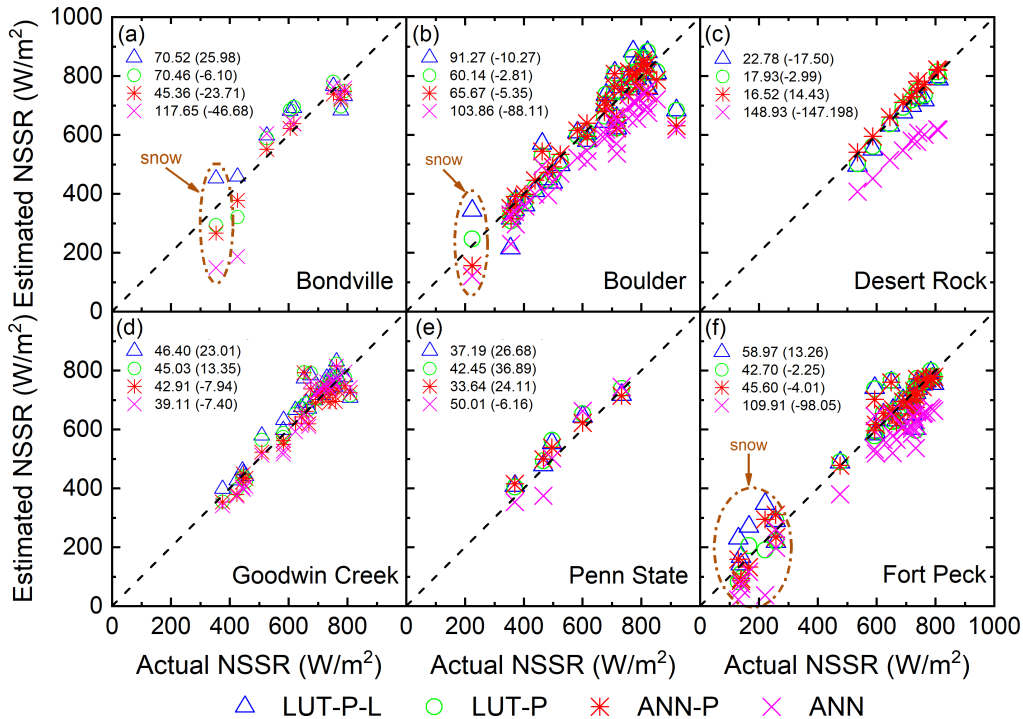 Estimated NSSR (W/m²) Estimated NSSR (W/m²)
1000
800
600
400
200
0
(a)
70.52 (25.98)
70.46 (-6.10)
45.36 (-23.71)
117.65 (-46.68)
snow
Bondville
(b)
91.27 (-10.27)
60.14 (-2.81)
65.67 (-5.35)
103.86 (-88.11)
snow
Boulder
(c)
22.78 (-17.50)
17.93(-2.99)
16.52 (14.43)
148.93 (-147.198)
Desert Rock
800
600
400
200
0
(d)
46.40 (23.01)
45.03 (13.35)
42.91 (-7.94)
39.11 (-7.40)
Goodwin Creek
(e)
37.19 (26.68)
42.45 (36.89)
33.64 (24.11)
50.01 (-6.16)
Penn State
(f)
58.97 (13.26)
42.70 (-2.25)
45.60 (-4.01)
109.91 (-98.05)
snow
Fort Peck
0 200 400 600 800 0 200 400 600 800 0 200 400 600 800 1000
Actual NSSR (W/m²) Actual NSSR (W/m²) Actual NSSR (W/m²)
LUT-P-L LUT-P ANN-P ANN